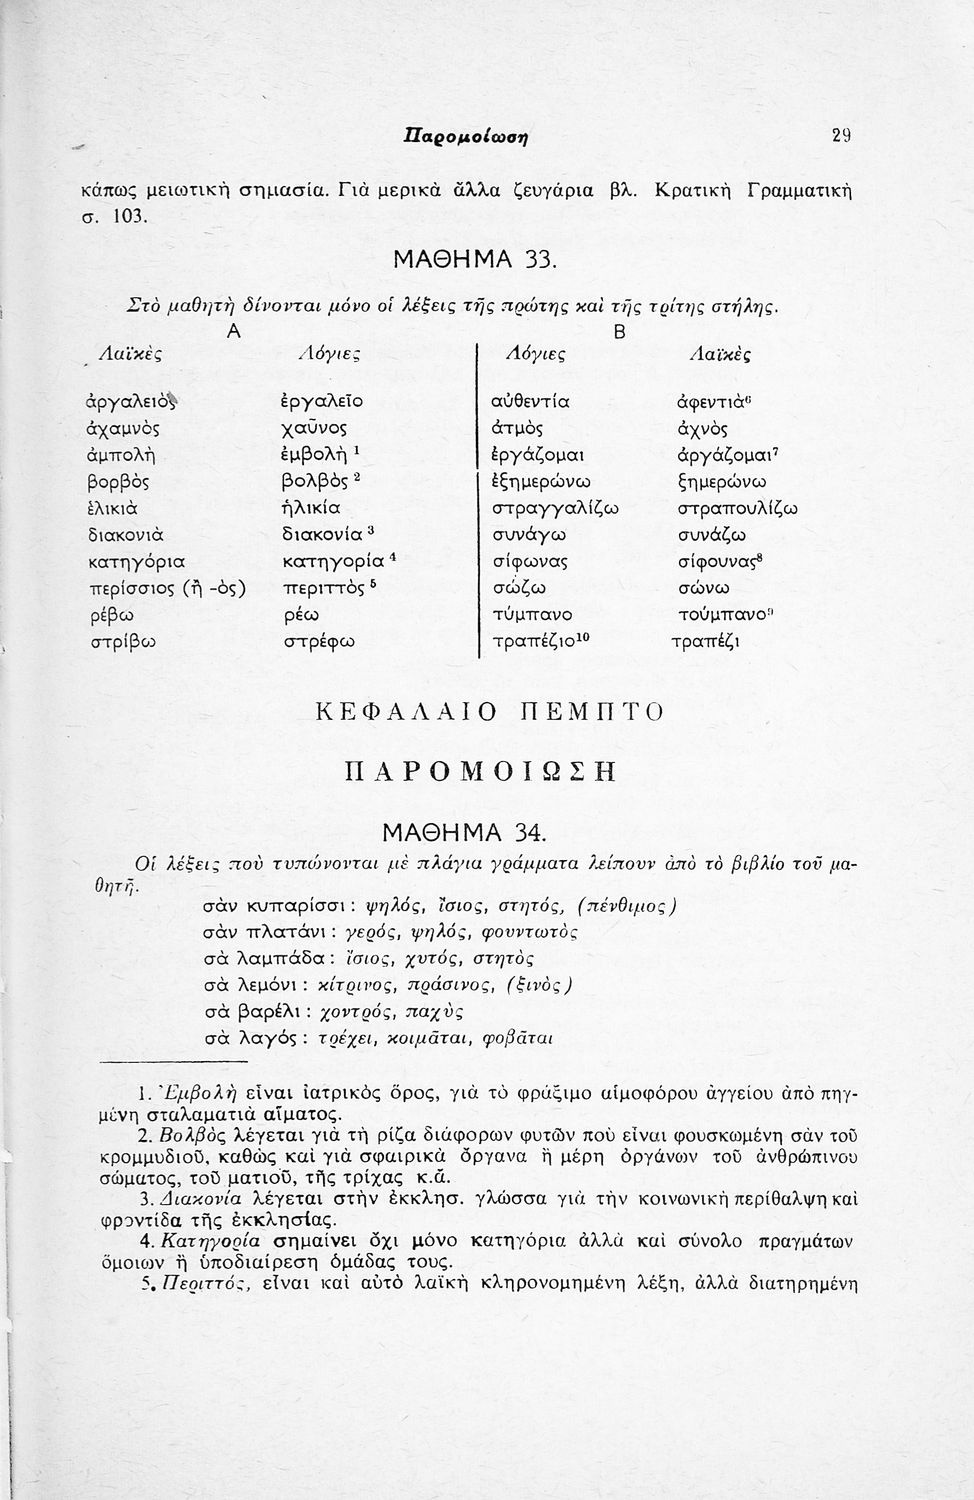 Παρομοίωση 29
κάπως μειωτικὴ σημασία. Γιὰ μερικὰ ἄλλα ζευγάρια βλ. Κρατικὴ Γραμματικὴ
σ. 103.
ΜΑΘΗΜΑ 33.
Στὸ μαθητὴ δίνονται μόνο οἱ λέξεις τῆς πρώτης καὶ τῆς τρίτης στήλης.
Α Β
Λαϊκὲς Λόγιες Λόγιες Λαϊκὲς
ἀργαλειὸς ἐργαλεῖο αὐθεντία ἀφεντιὰ⁶
ἀχαμνὸς χαῦνος ἀτμὸς ἀχνὸς
ἀμπολὴ ἐμβολὴ ¹ ἐργάζομαι ἀργάζομαι⁷
βορβὸς βολβὸς ² ἐξημερώνω ξημερώνω
ἑλικιὰ ἡλικία στραγγαλίζω στραπουλίζω
διακονιὰ διακονία ³ συνάγω συνάζω
κατηγόρια κατηγορία ⁴ σίφωνας σίφουνας⁸
περίσσιος (ἢ -ὸς) περιττὸς ⁵ σώζω σώνω
ρέβω ρέω τύμπανο τούμπανο⁹
στρίβω στρέφω τραπέζιο¹⁰ τραπέζι
ΚΕΦΑΛΑΙΟ ΠΕΜΠΤΟ
ΠΑΡΟΜΟΙΩΣΗ
ΜΑΘΗΜΑ 34.
Οἱ λέξεις ποὺ τυπώνονται μὲ πλάγια γράμματα λείπουν ἀπὸ τὸ βιβλίο τοῦ μα-
θητῆ.
σὰν κυπαρίσσι : ψηλός, ἴσιος, στητός, (πένθιμος)
σὰν πλατάνι : γερός, ψηλός, φουντωτὸς
σὰ λαμπάδα : ἴσιος, χυτός, στητὸς
σὰ λεμόνι : κίτρινος, πράσινος, (ξινὸς)
σὰ βαρέλι : χοντρός, παχὺς
σὰ λαγός : τρέχει, κοιμᾶται, φοβᾶται
1. Ἐμβολὴ εἶναι ἰατρικὸς ὅρος, γιὰ τὸ φράξιμο αἱμοφόρου ἀγγείου ἀπὸ πηγ-
μένη σταλαματιὰ αἵματος.
2. Βολβὸς λέγεται γιὰ τὴ ρίζα διάφορων φυτῶν ποὺ εἶναι φουσκωμένη σὰν τοῦ
κρομμυδιοῦ, καθὼς καὶ γιὰ σφαιρικὰ ὄργανα ἢ μέρη ὀργάνων τοῦ ἀνθρώπινου
σώματος, τοῦ ματιοῦ, τῆς τρίχας κ.ἄ.
3. Διακονία λέγεται στὴν ἐκκλησ. γλώσσα γιὰ τὴν κοινωνικὴ περίθαλψη καὶ
φροντίδα τῆς ἐκκλησίας.
4. Κατηγορία σημαίνει ὄχι μόνο κατηγόρια ἀλλὰ καὶ σύνολο πραγμάτων
ὅμοιων ἢ ὑποδιαίρεση ὁμάδας τους.
5. Περιττός, εἶναι καὶ αὐτὸ λαϊκὴ κληρονομημένη λέξη, ἀλλὰ διατηρημένη